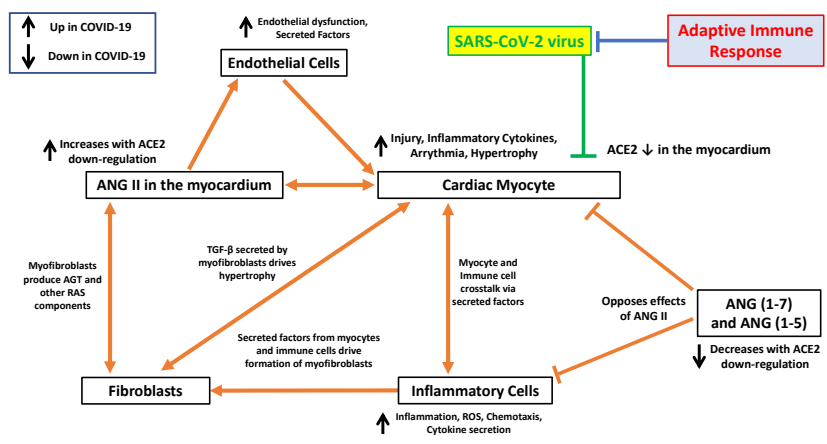 Up in COVID-19
Down in COVID-19
Endothelial dysfunction,
Secreted Factors
Endothelial Cells
SARS-CoV-2 virus
Adaptive Immune
Response
Increases with ACE2
down-regulation
ANG II in the myocardium
Injury, Inflammatory Cytokines,
Arrythmia, Hypertrophy
Cardiac Myocyte
ACE2 ↓ in the myocardium
Myofibroblasts
produce AGT and
other RAS
components
TGF-β secreted by
myofibroblasts drives
hypertrophy
Myocyte and
Immune cell
crosstalk via
secreted factors
Opposes effects
of ANG II
ANG (1-7)
and ANG (1-5)
Decreases with ACE2
down-regulation
Secreted factors from myocytes
and immune cells drive
formation of myofibroblasts
Fibroblasts
Inflammatory Cells
Inflammation, ROS, Chemotaxis,
Cytokine secretion